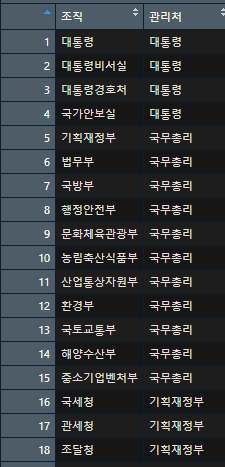 조직 관리처
1 대통령 대통령
2 대통령비서실 대통령
3 대통령경호처 대통령
4 국가안보실 대통령
5 기획재정부 국무총리
6 법무부 국무총리
7 국방부 국무총리
8 행정안전부 국무총리
9 문화체육관광부 국무총리
10 농림축산식품부 국무총리
11 산업통상자원부 국무총리
12 환경부 국무총리
13 국토교통부 국무총리
14 해양수산부 국무총리
15 중소기업벤처부 국무총리
16 국세청 기획재정부
17 관세청 기획재정부
18 조달청 기획재정부